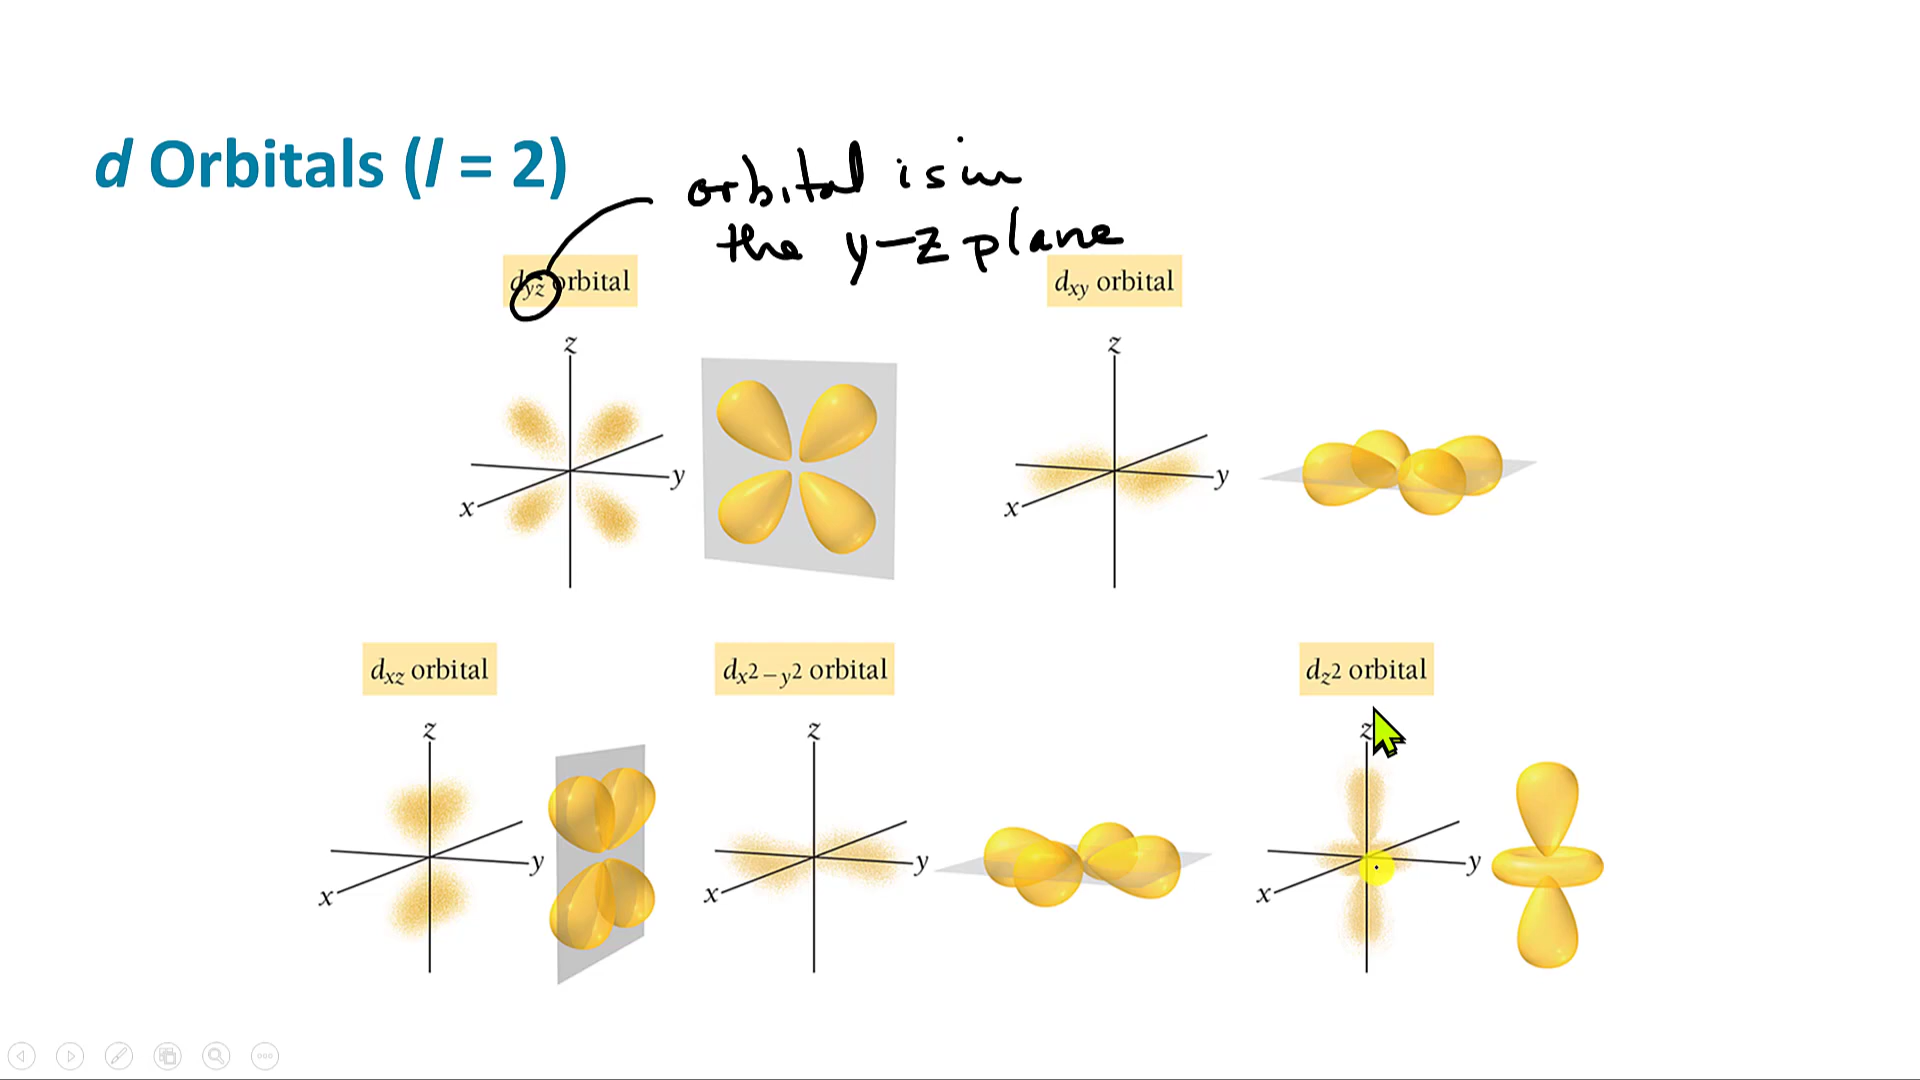 d Orbitals (l = 2)
orbital is in
the y-z plane
dyz orbital
dxy orbital
z
y
x
z
y
x
dxz orbital
dx2 – y2 orbital
dz2 orbital
z
y
x
z
y
x
z
y
x